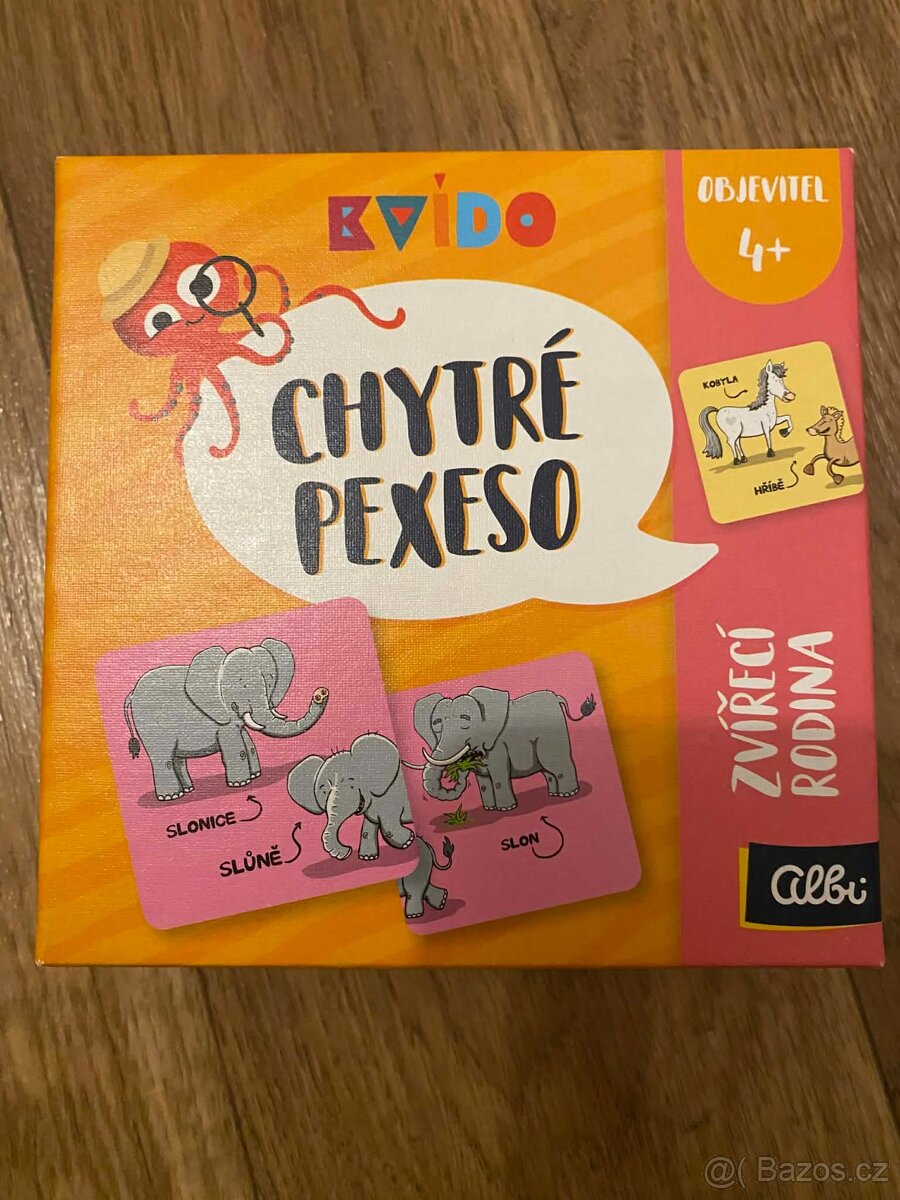 KVÍDO
OBJEVITEL
4+
CHYTRÉ
PEXESO
KOBYLA
HŘÍBĚ
SLONICE
SLŮNĚ
SLON
ZVÍŘECÍ
RODINA
albi
@( Bazos.cz